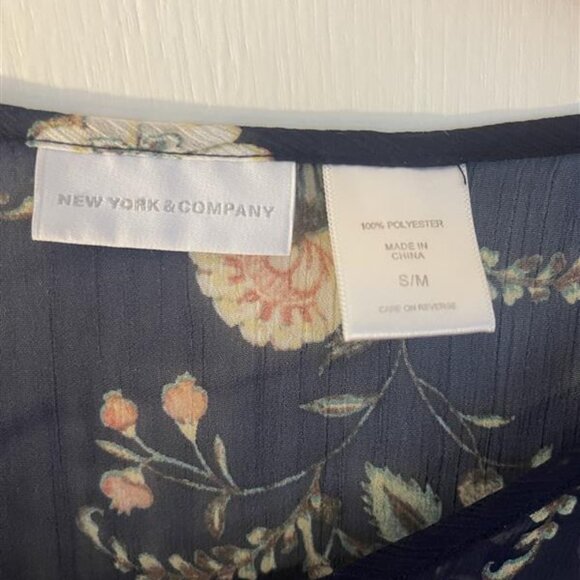 NEW YORK & COMPANY
100% POLYESTER
MADE IN
CHINA
S/M
CARE ON REVERSE